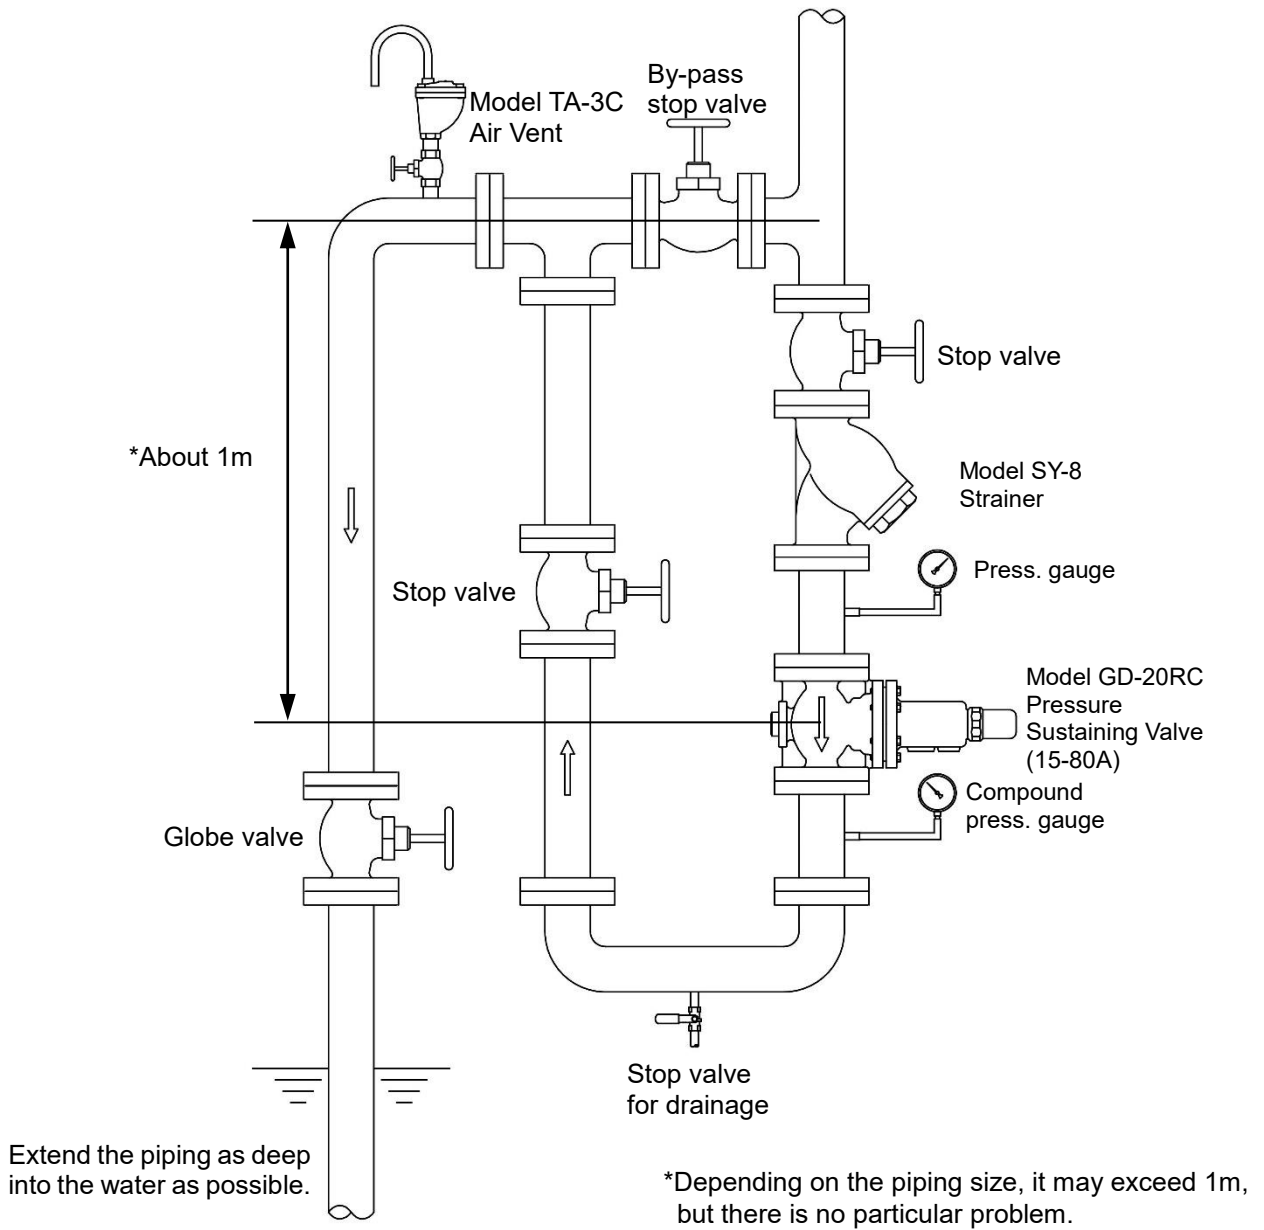 By-pass
stop valve
Model TA-3C
Air Vent
Stop valve
*About 1m
Model SY-8
Strainer
Press. gauge
Stop valve
Model GD-20RC
Pressure
Sustaining Valve
(15-80A)
Compound
press. gauge
Globe valve
Stop valve
for drainage
Extend the piping as deep
into the water as possible.
*Depending on the piping size, it may exceed 1m,
but there is no particular problem.